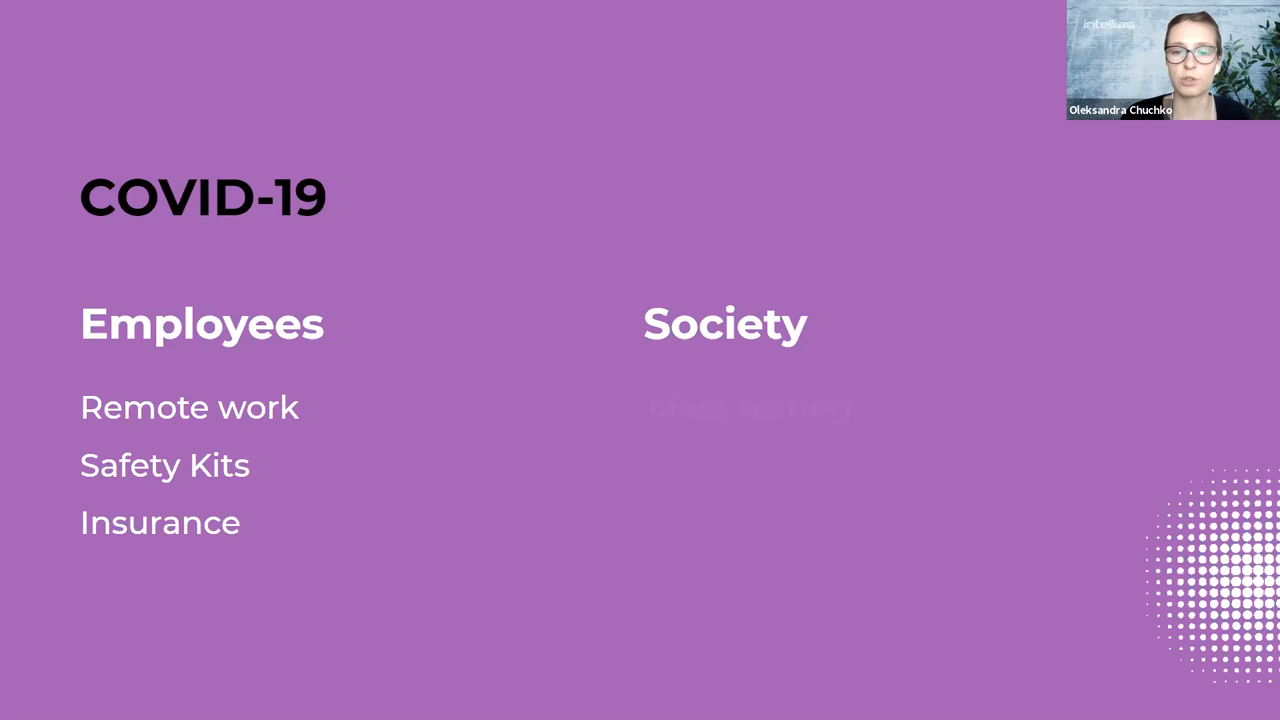 intellias
Oleksandra Chuchko
COVID-19
Employees
Remote work
Safety Kits
Insurance
Society